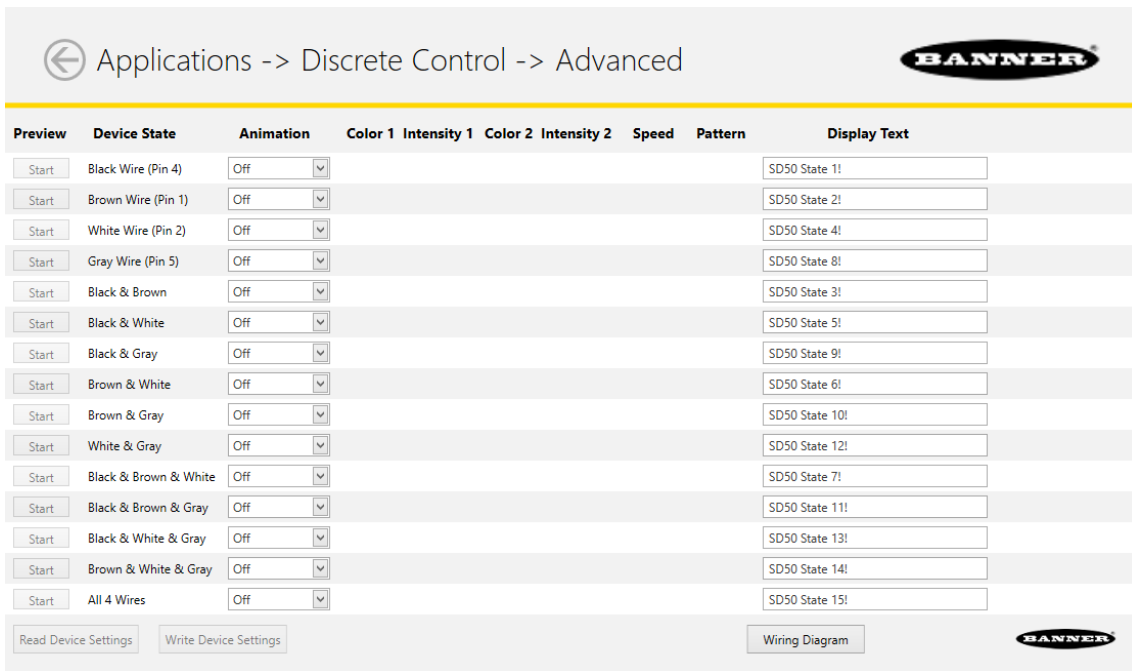 Applications -> Discrete Control -> Advanced
BANNER
Preview Device State Animation Color 1 Intensity 1 Color 2 Intensity 2 Speed Pattern Display Text
Start Black Wire (Pin 4) Off SD50 State 1!
Start Brown Wire (Pin 1) Off SD50 State 2!
Start White Wire (Pin 2) Off SD50 State 4!
Start Gray Wire (Pin 5) Off SD50 State 8!
Start Black & Brown Off SD50 State 3!
Start Black & White Off SD50 State 5!
Start Black & Gray Off SD50 State 9!
Start Brown & White Off SD50 State 6!
Start Brown & Gray Off SD50 State 10!
Start White & Gray Off SD50 State 12!
Start Black & Brown & White Off SD50 State 7!
Start Black & Brown & Gray Off SD50 State 11!
Start Black & White & Gray Off SD50 State 13!
Start Brown & White & Gray Off SD50 State 14!
Start All 4 Wires Off SD50 State 15!
Read Device Settings Write Device Settings Wiring Diagram BANNER